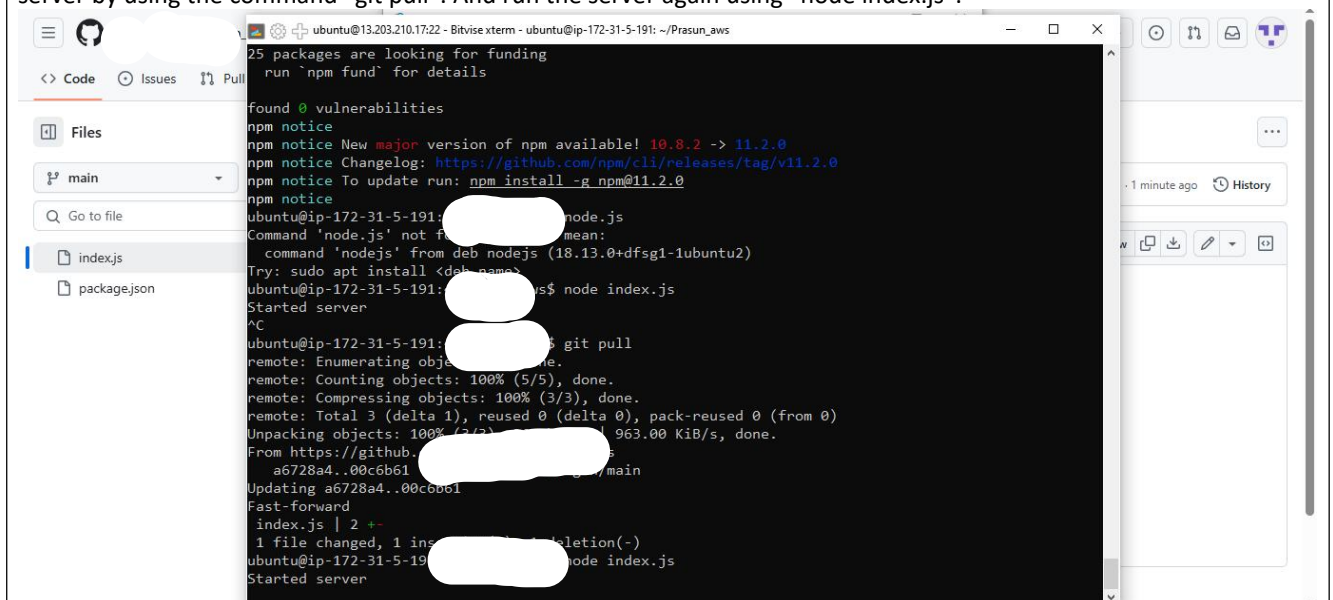 server by using the command "git pull". And run the server again using "node index.js".
ubuntu@13.203.210.17:22 - Bitvise xterm - ubuntu@ip-172-31-5-191: ~/Prasun_aws
Code Issues Pull
Files
main
Go to file
index.js
package.json
1 minute ago History
25 packages are looking for funding
run `npm fund` for details
found 0 vulnerabilities
npm notice
npm notice New major version of npm available! 10.8.2 -> 11.2.0
npm notice Changelog: https://github.com/npm/cli/releases/tag/v11.2.0
npm notice To update run: npm install -g npm@11.2.0
npm notice
ubuntu@ip-172-31-5-191: node.js
Command 'node.js' not mean:
command 'nodejs' from deb nodejs (18.13.0+dfsg1-1ubuntu2)
Try: sudo apt install <deb name>
ubuntu@ip-172-31-5-191: $ node index.js
Started server
^C
ubuntu@ip-172-31-5-191: $ git pull
remote: Enumerating
remote: Counting objects: 100% (5/5), done.
remote: Compressing objects: 100% (3/3), done.
remote: Total 3 (delta 1), reused 0 (delta 0), pack-reused 0 (from 0)
Unpacking objects: 100% 963.00 KiB/s, done.
From https://github.
a6728a4..00c6b61 /main
Updating a6728a4..00c6b61
Fast-forward
index.js | 2 +-
1 file changed, 1
ubuntu@ip-172-31-5-19 node index.js
Started server